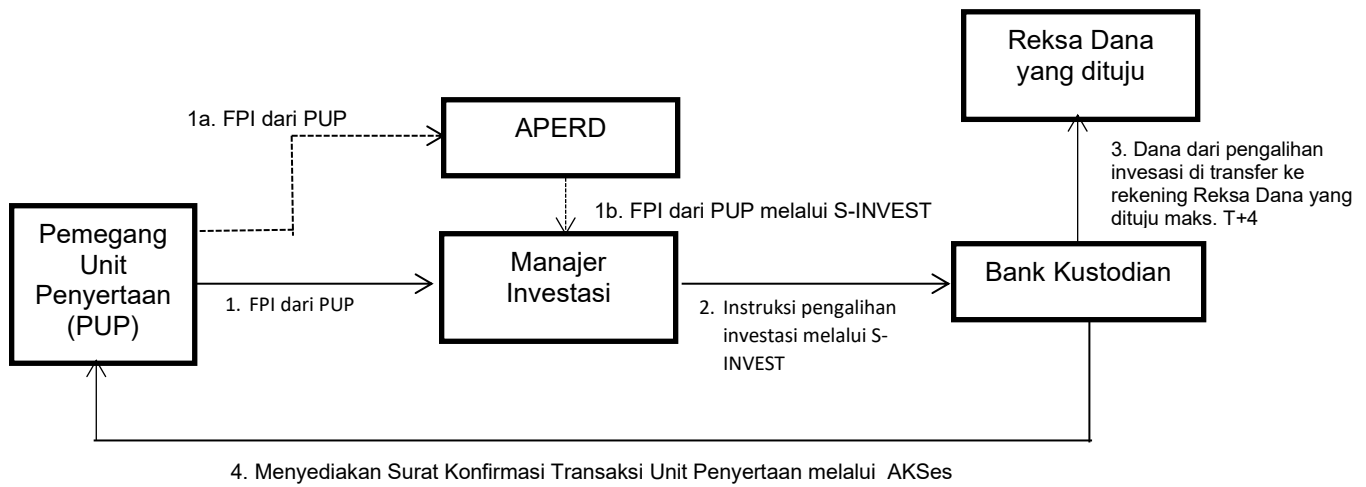 Reksa Dana
yang dituju
1a. FPI dari PUP
APERD
3. Dana dari pengalihan
invesasi di transfer ke
rekening Reksa Dana yang
dituju maks. T+4
1b. FPI dari PUP melalui S-INVEST
Pemegang
Unit
Penyertaan
(PUP)
Manajer
Investasi
Bank Kustodian
1. FPI dari PUP
2. Instruksi pengalihan
investasi melalui S-
INVEST
4. Menyediakan Surat Konfirmasi Transaksi Unit Penyertaan melalui AKSes